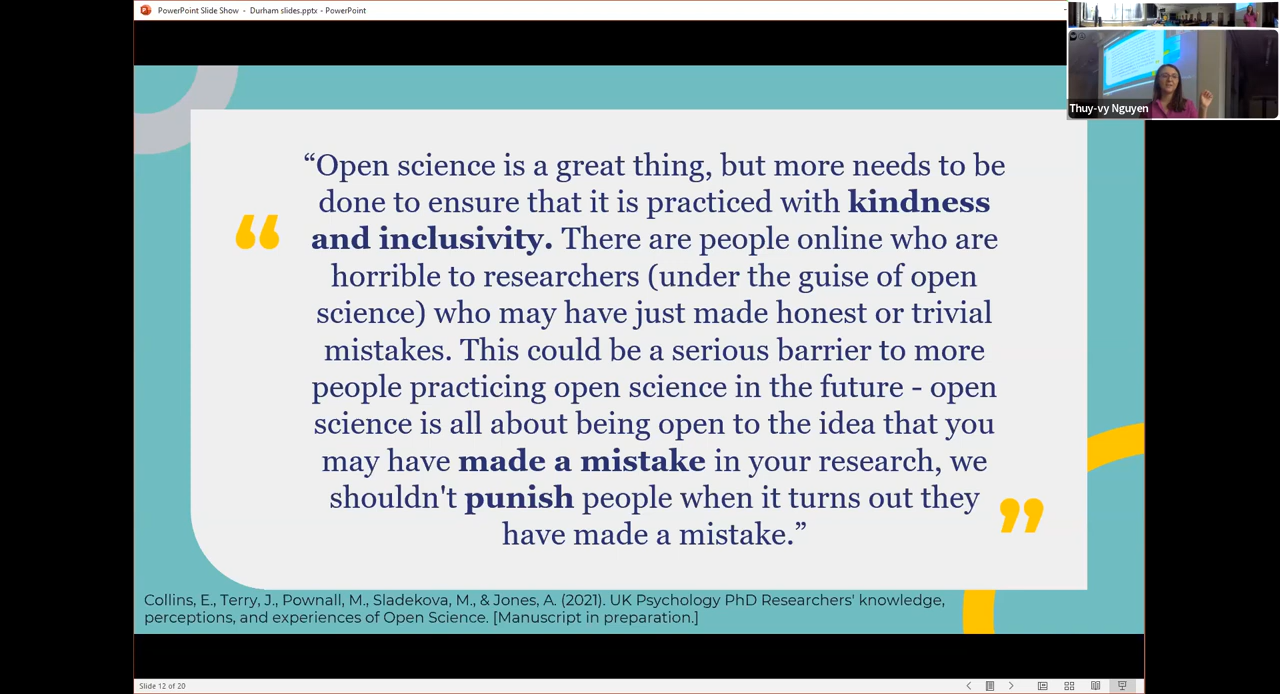 PowerPoint Slide Show - Durham slides.pptx - PowerPoint
Thuy-vy Nguyen
“Open science is a great thing, but more needs to be
done to ensure that it is practiced with kindness
and inclusivity. There are people online who are
horrible to researchers (under the guise of open
science) who may have just made honest or trivial
mistakes. This could be a serious barrier to more
people practicing open science in the future - open
science is all about being open to the idea that you
may have made a mistake in your research, we
shouldn't punish people when it turns out they
have made a mistake.”
Collins, E., Terry, J., Pownall, M., Sladekova, M., & Jones, A. (2021). UK Psychology PhD Researchers' knowledge,
perceptions, and experiences of Open Science. [Manuscript in preparation.]
Slide 12 of 20